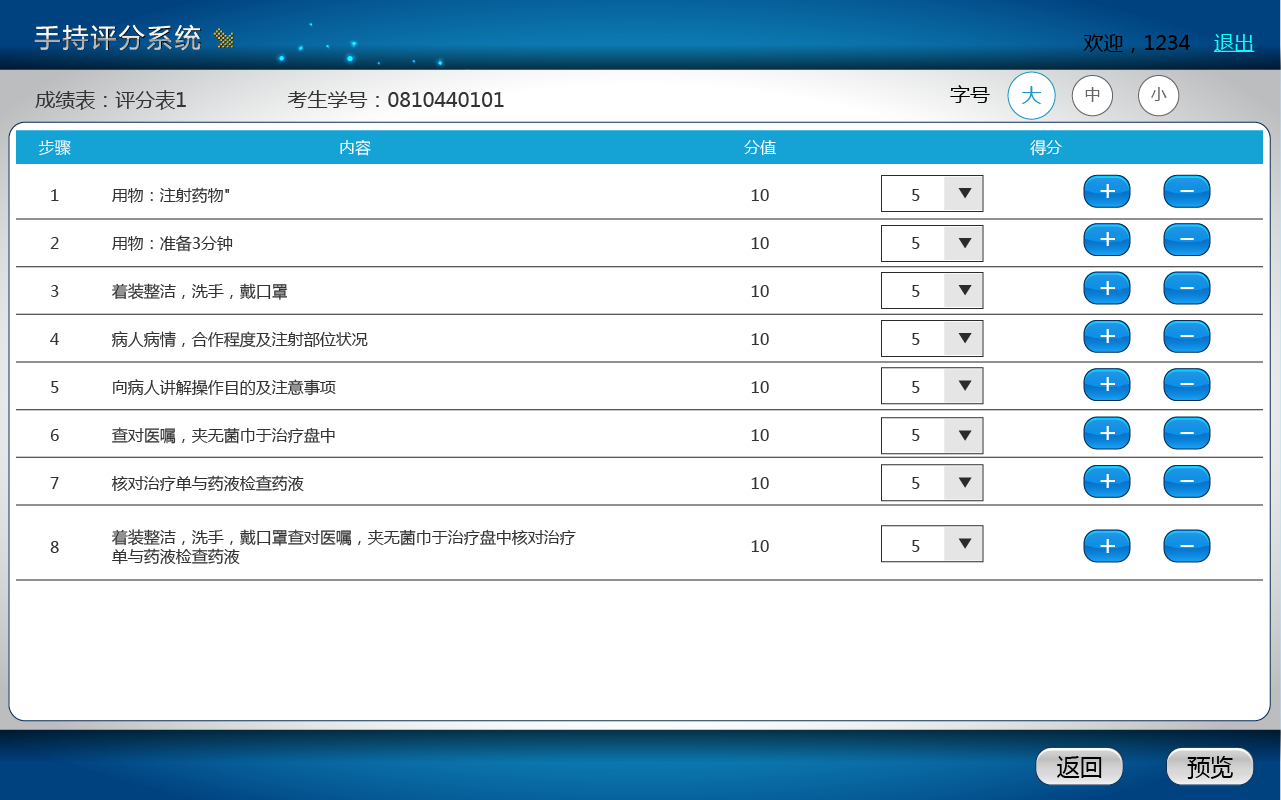 手持评分系统
欢迎，1234 退出
成绩表：评分表1 考生学号：0810440101 字号 大 中 小
步骤 内容 分值 得分
1 用物：注射药物" 10 5 ▼ + −
2 用物：准备3分钟 10 5 ▼ + −
3 着装整洁，洗手，戴口罩 10 5 ▼ + −
4 病人病情，合作程度及注射部位状况 10 5 ▼ + −
5 向病人讲解操作目的及注意事项 10 5 ▼ + −
6 查对医嘱，夹无菌巾于治疗盘中 10 5 ▼ + −
7 核对治疗单与药液检查药液 10 5 ▼ + −
8 着装整洁，洗手，戴口罩查对医嘱，夹无菌巾于治疗盘中核对治疗
单与药液检查药液 10 5 ▼ + −
返回 预览